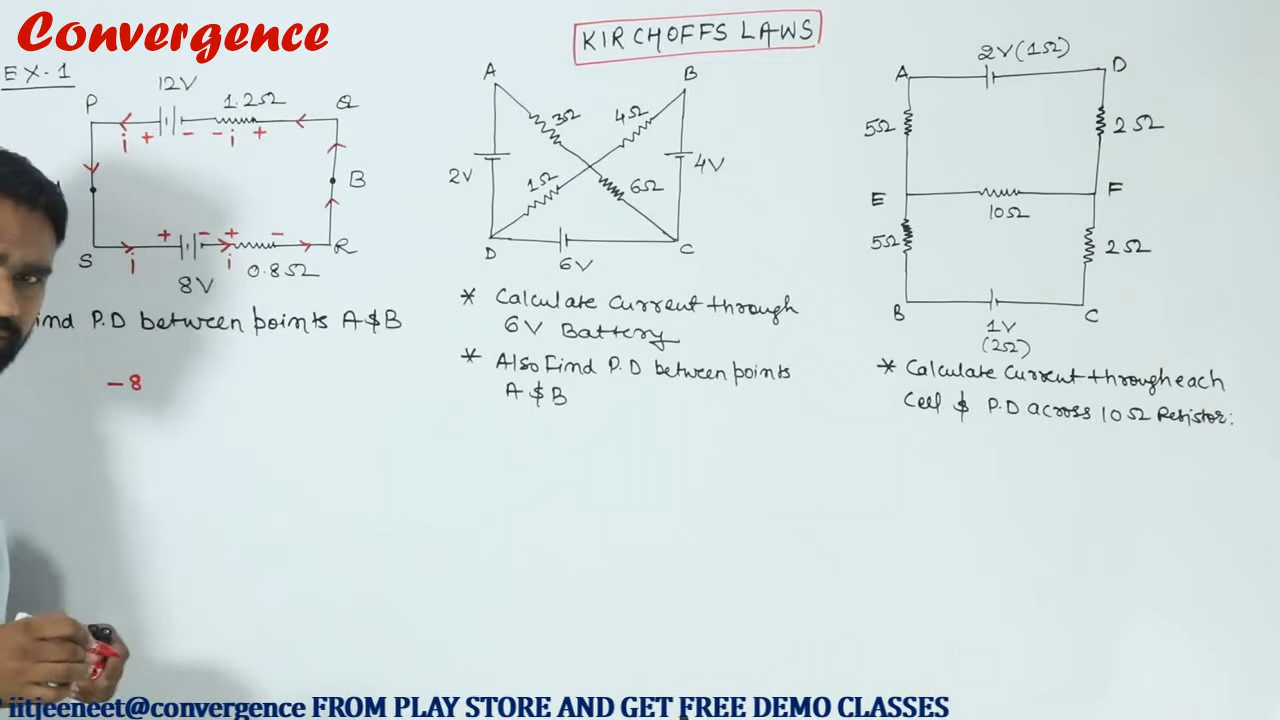 Convergence
KIRCHOFFS LAWS
EX-1
12V
P
1.2Ω
Q
i + - - i +
B
+ - + -
S
i
i
R
8V
0.8Ω
ind P.D between points A & B
- 8
A
B
3Ω
4Ω
2V
4V
1Ω
6Ω
D
C
6V
* Calculate Current through
6V Battery
* Also Find P.D between points
A & B
2V (1Ω)
A
D
5Ω
2Ω
E
F
10Ω
5Ω
2Ω
B
C
1V
(2Ω)
* Calculate Current through each
Cell & P.D across 10Ω Resistor.
iitjeeneet@convergence FROM PLAY STORE AND GET FREE DEMO CLASSES